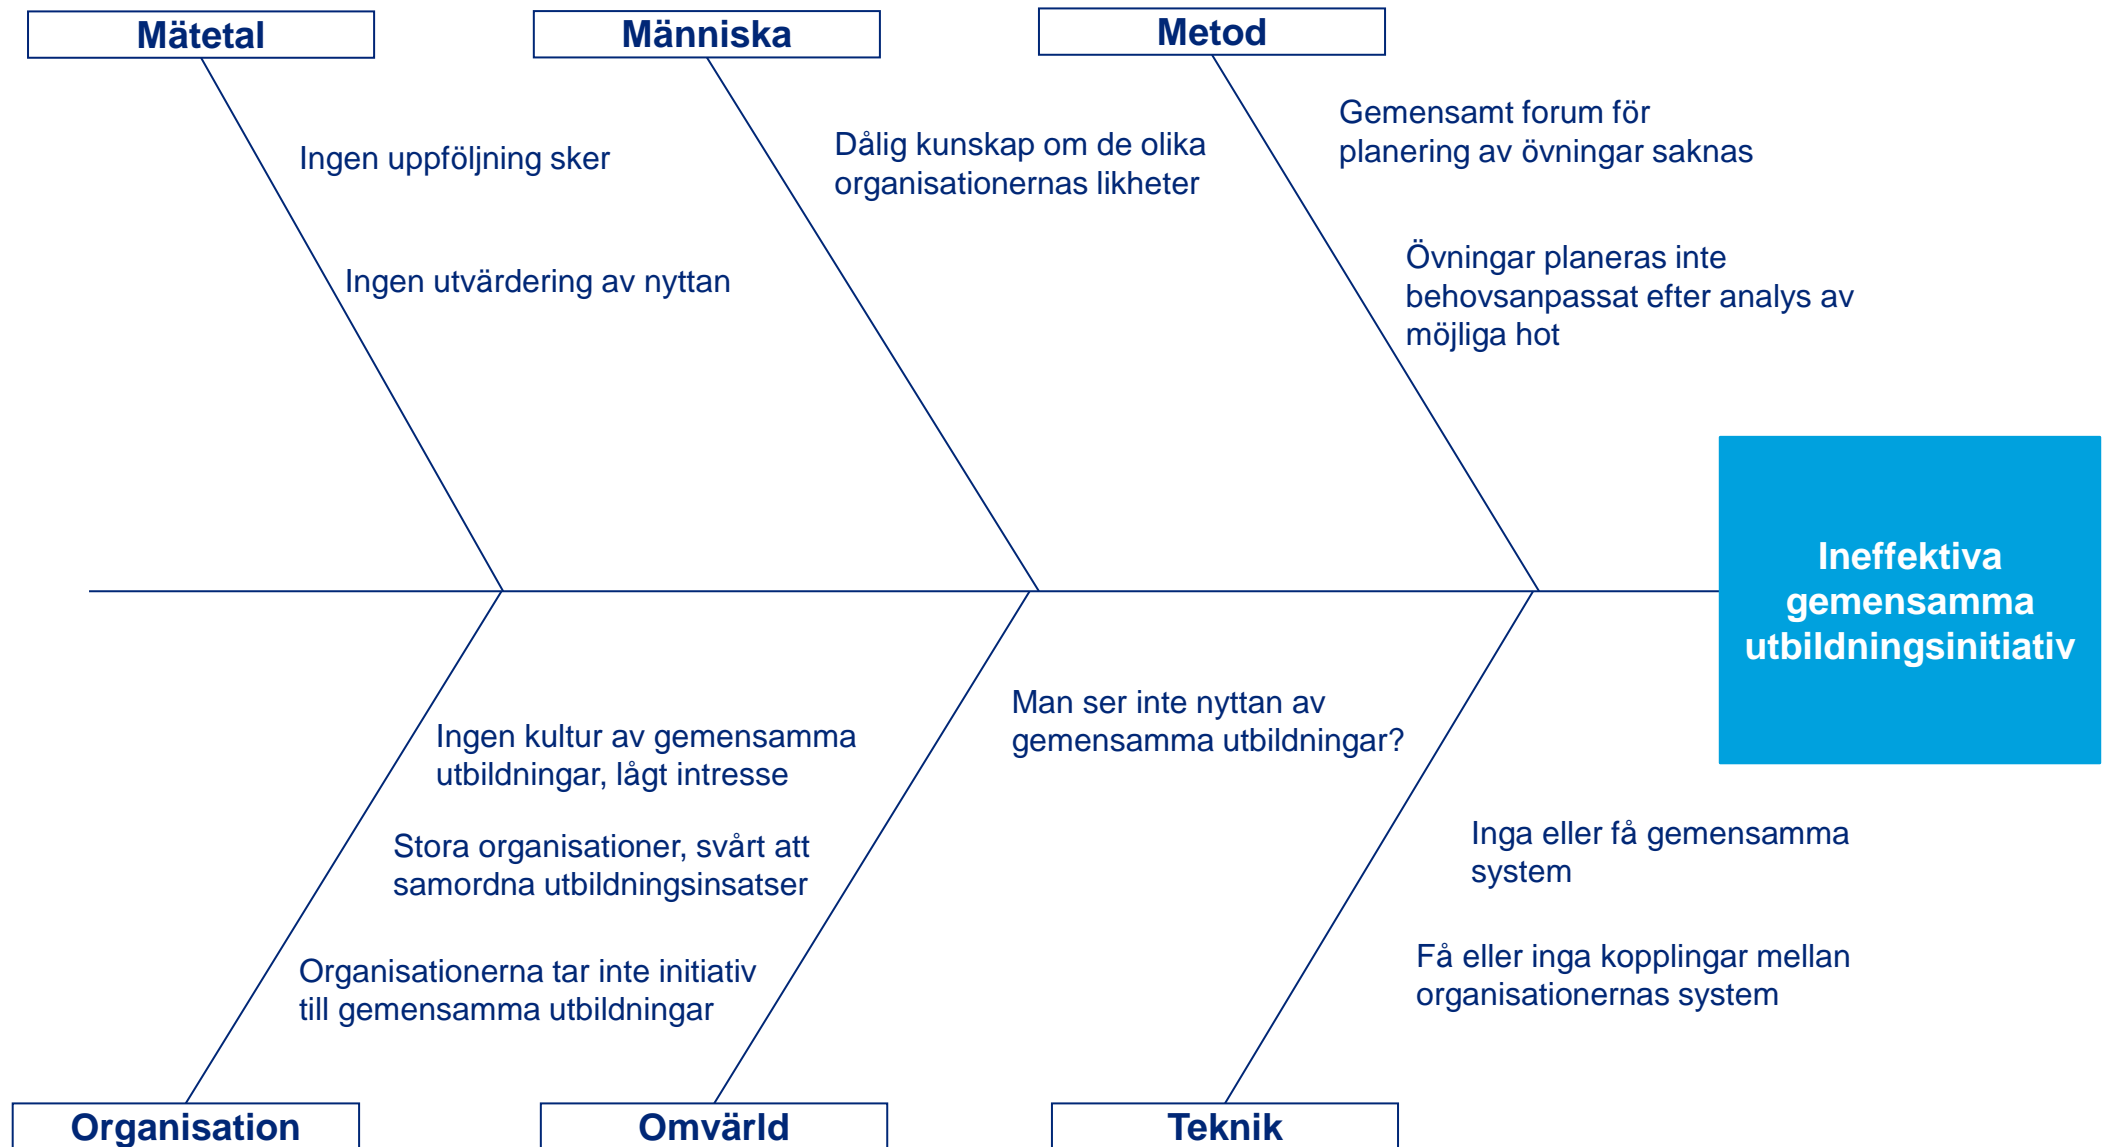 Mätetal
Människa
Metod
Ingen uppföljning sker
Ingen utvärdering av nyttan
Dålig kunskap om de olika
organisationernas likheter
Gemensamt forum för
planering av övningar saknas
Övningar planeras inte
behovsanpassat efter analys av
möjliga hot
Ineffektiva
gemensamma
utbildningsinitiativ
Ingen kultur av gemensamma
utbildningar, lågt intresse
Stora organisationer, svårt att
samordna utbildningsinsatser
Organisationerna tar inte initiativ
till gemensamma utbildningar
Man ser inte nyttan av
gemensamma utbildningar?
Inga eller få gemensamma
system
Få eller inga kopplingar mellan
organisationernas system
Organisation
Omvärld
Teknik